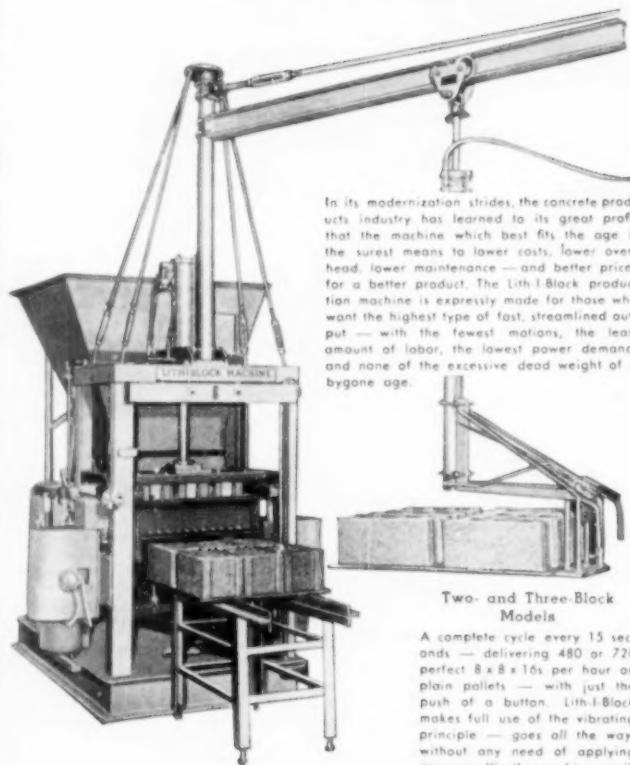 LITH-I-BLOCK MACHINE
In its modernization strides, the concrete prod-
ucts industry has learned to its great prof
that the machine which best fits the age
the surest means to lower costs, lower over
head, lower maintenance — and better price
for a better product. The Lith-I-Block produc
tion machine is expressly made for those wh
want the highest type of fast, streamlined out
put — with the fewest motions, the leas
amount of labor, the lowest power demand
and none of the excessive dead weight of
bygone age.
Two- and Three-Block
Models
A complete cycle every 15 sec
onds — delivering 480 or 720
perfect 8 x 8 x 16s per hour on
plain pallets — with just the
push of a button. Lith-I-Block
makes full use of the vibrating
principle — goes all the way
without any need of applying